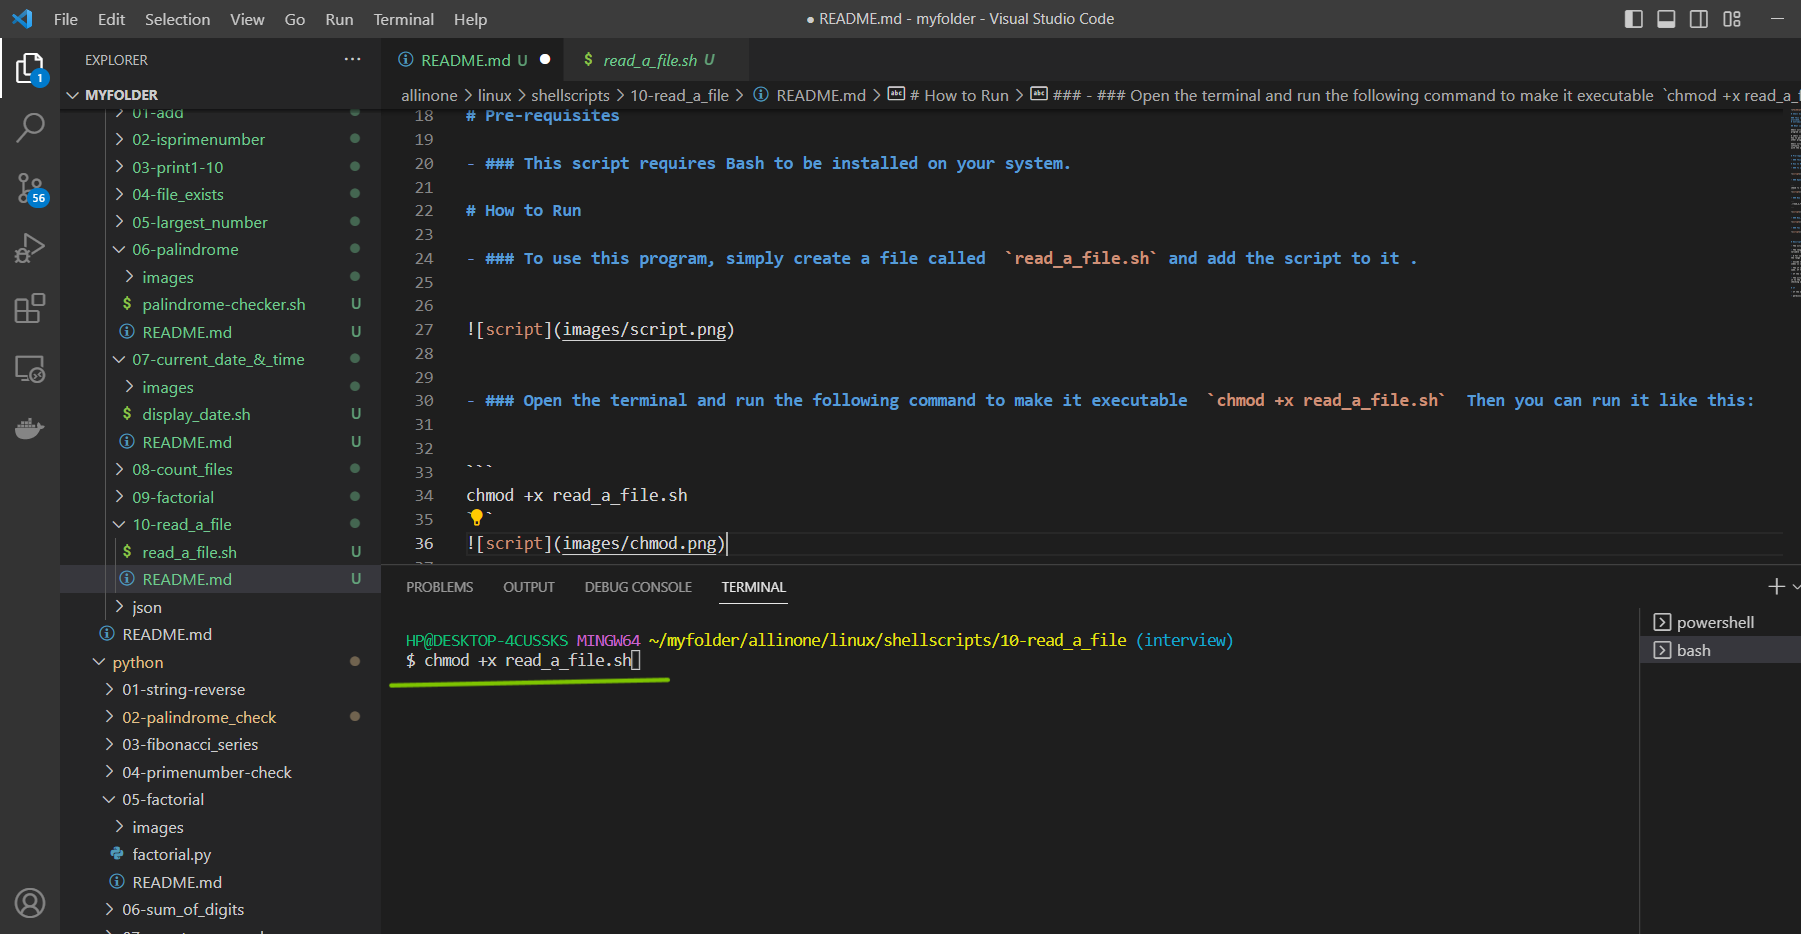 File Edit Selection View Go Run Terminal Help
● README.md - myfolder - Visual Studio Code
1
56
EXPLORER ···
MYFOLDER
01-add
02-isprimenumber
03-print1-10
04-file_exists
05-largest_number
06-palindrome
images
$ palindrome-checker.sh U
README.md U
07-current_date_&_time
images
$ display_date.sh U
README.md U
08-count_files
09-factorial
10-read_a_file
$ read_a_file.sh U
README.md U
json
README.md
python
01-string-reverse
02-palindrome_check
03-fibonacci_series
04-primenumber-check
05-factorial
images
factorial.py
README.md
06-sum_of_digits
README.md U ●
$ read_a_file.sh U
allinone > linux > shellscripts > 10-read_a_file > README.md > # How to Run > ### - ### Open the terminal and run the following command to make it executable `chmod +x read_a_f
18 # Pre-requisites
19
20 - ### This script requires Bash to be installed on your system.
21
22 # How to Run
23
24 - ### To use this program, simply create a file called  `read_a_file.sh` and add the script to it .
25
26
27 ![script](images/script.png)
28
29
30 - ### Open the terminal and run the following command to make it executable  `chmod +x read_a_file.sh`  Then you can run it like this:
31
32
33 ```
34 chmod +x read_a_file.sh
35 ```
36 ![script](images/chmod.png)
PROBLEMS OUTPUT DEBUG CONSOLE TERMINAL
HP@DESKTOP-4CUSSKS MINGW64 ~/myfolder/allinone/linux/shellscripts/10-read_a_file (interview)
$ chmod +x read_a_file.sh
powershell
bash